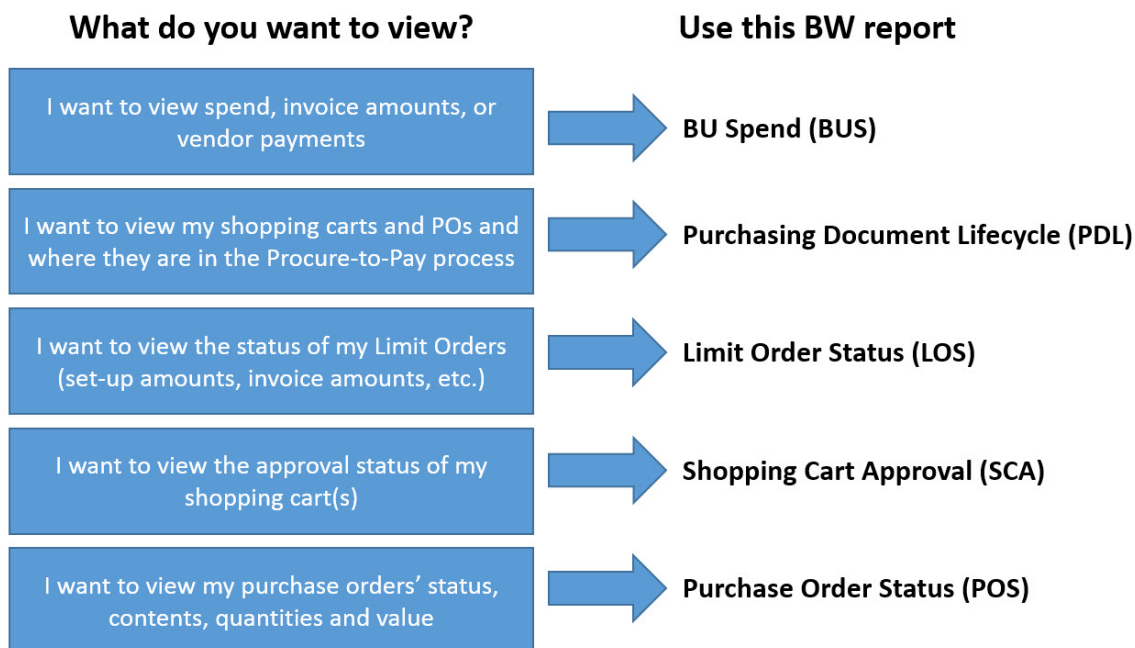 What do you want to view?
Use this BW report
I want to view spend, invoice amounts, or
vendor payments
BU Spend (BUS)
I want to view my shopping carts and POs and
where they are in the Procure-to-Pay process
Purchasing Document Lifecycle (PDL)
I want to view the status of my Limit Orders
(set-up amounts, invoice amounts, etc.)
Limit Order Status (LOS)
I want to view the approval status of my
shopping cart(s)
Shopping Cart Approval (SCA)
I want to view my purchase orders’ status,
contents, quantities and value
Purchase Order Status (POS)